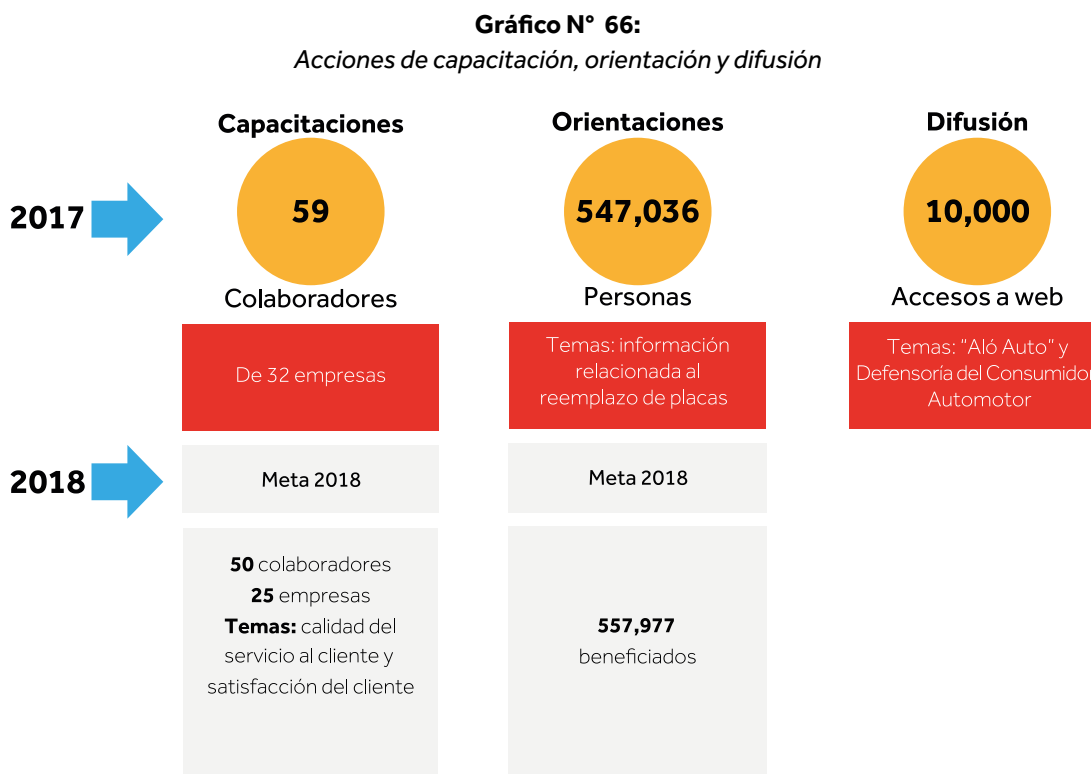 Gráfico N° 66:
Acciones de capacitación, orientación y difusión
Capacitaciones
Orientaciones
Difusión
2017
59
547,036
10,000
Colaboradores
Personas
Accesos a web
De 32 empresas
Temas: información
relacionada al
reemplazo de placas
Temas: "Aló Auto" y
Defensoría del Consumidor
Automotor
2018
Meta 2018
Meta 2018
50 colaboradores
25 empresas
Temas: calidad del
servicio al cliente y
satisfacción del cliente
557,977
beneficiados